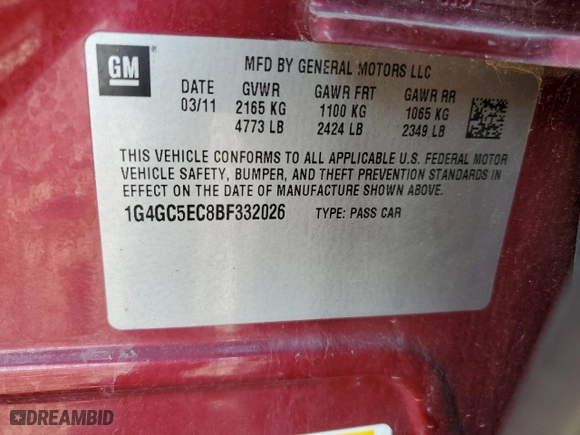 GM
®
MFD BY GENERAL MOTORS LLC
DATE GVWR GAWR FRT GAWR RR
03/11 2165 KG 1100 KG 1065 KG
4773 LB 2424 LB 2349 LB
THIS VEHICLE CONFORMS TO ALL APPLICABLE U.S. FEDERAL MOTOR
VEHICLE SAFETY, BUMPER, AND THEFT PREVENTION STANDARDS IN
EFFECT ON THE DATE OF MANUFACTURE SHOWN ABOVE.
1G4GC5EC8BF332026 TYPE: PASS CAR
DREAMBID